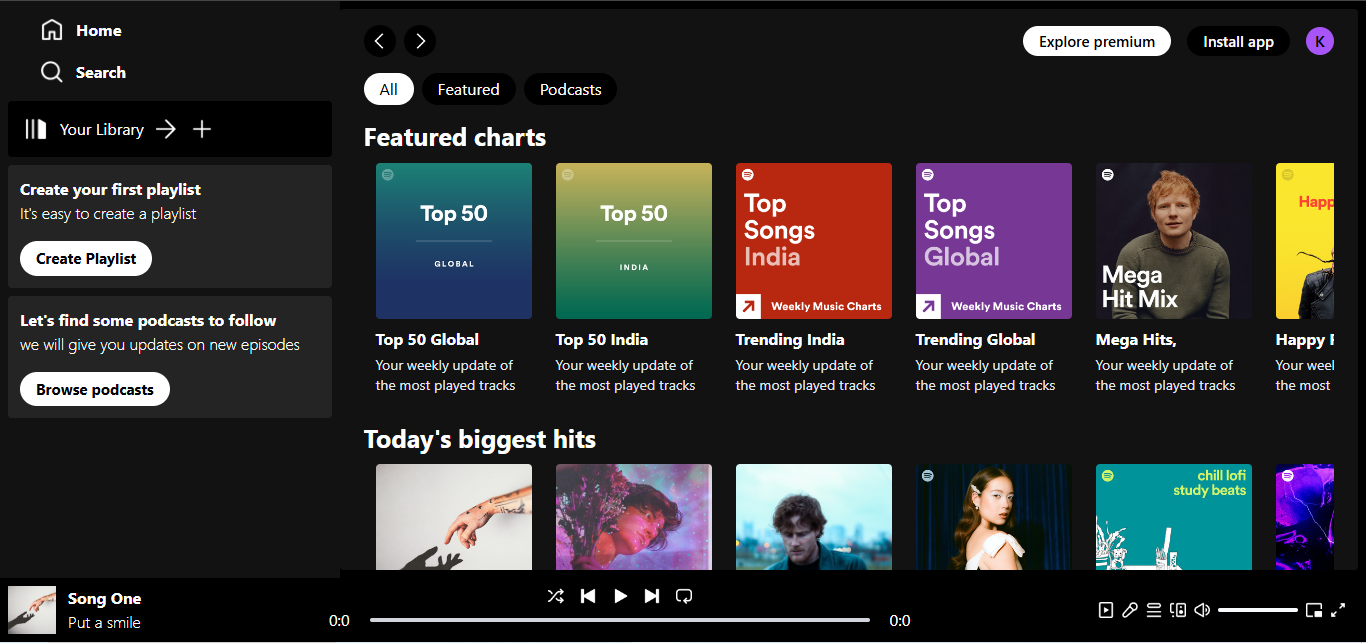 Home
Search
Your Library
Create your first playlist
It's easy to create a playlist
Create Playlist
Let's find some podcasts to follow
we will give you updates on new episodes
Browse podcasts
Explore premium
Install app
K
All
Featured
Podcasts
Featured charts
Top 50
GLOBAL
Top 50 Global
Your weekly update of
the most played tracks
Top 50
INDIA
Top 50 India
Your weekly update of
the most played tracks
Top
Songs
India
Weekly Music Charts
Trending India
Your weekly update of
the most played tracks
Top
Songs
Global
Weekly Music Charts
Trending Global
Your weekly update of
the most played tracks
Mega
Hit Mix
Mega Hits,
Your weekly update of
the most played tracks
Happ
Happy
the most
Today's biggest hits
chill lofi
study beats
Song One
Put a smile
0:0
0:0